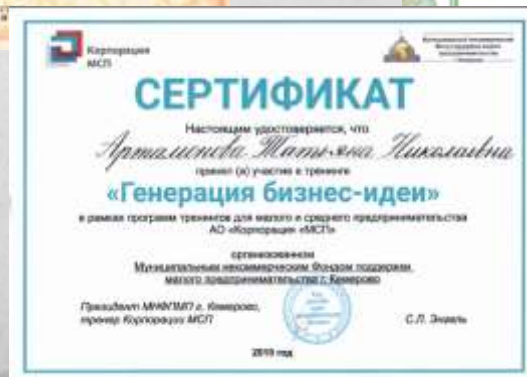 Корпорация
МСП
СЕРТИФИКАТ
Настоящим удостоверяется, что
Артамонова Татьяна Николаевна
принял (а) участие в тренинге
«Генерация бизнес-идеи»
в рамках программ тренингов для малого и среднего предпринимательства
АО «Корпорация «МСП»
организованном
Муниципальным некоммерческим Фондом поддержки
малого предпринимательства г. Кемерово
Президент МНФПМП г. Кемерово,
тренер Корпорации МСП
С.Л.
2019 год